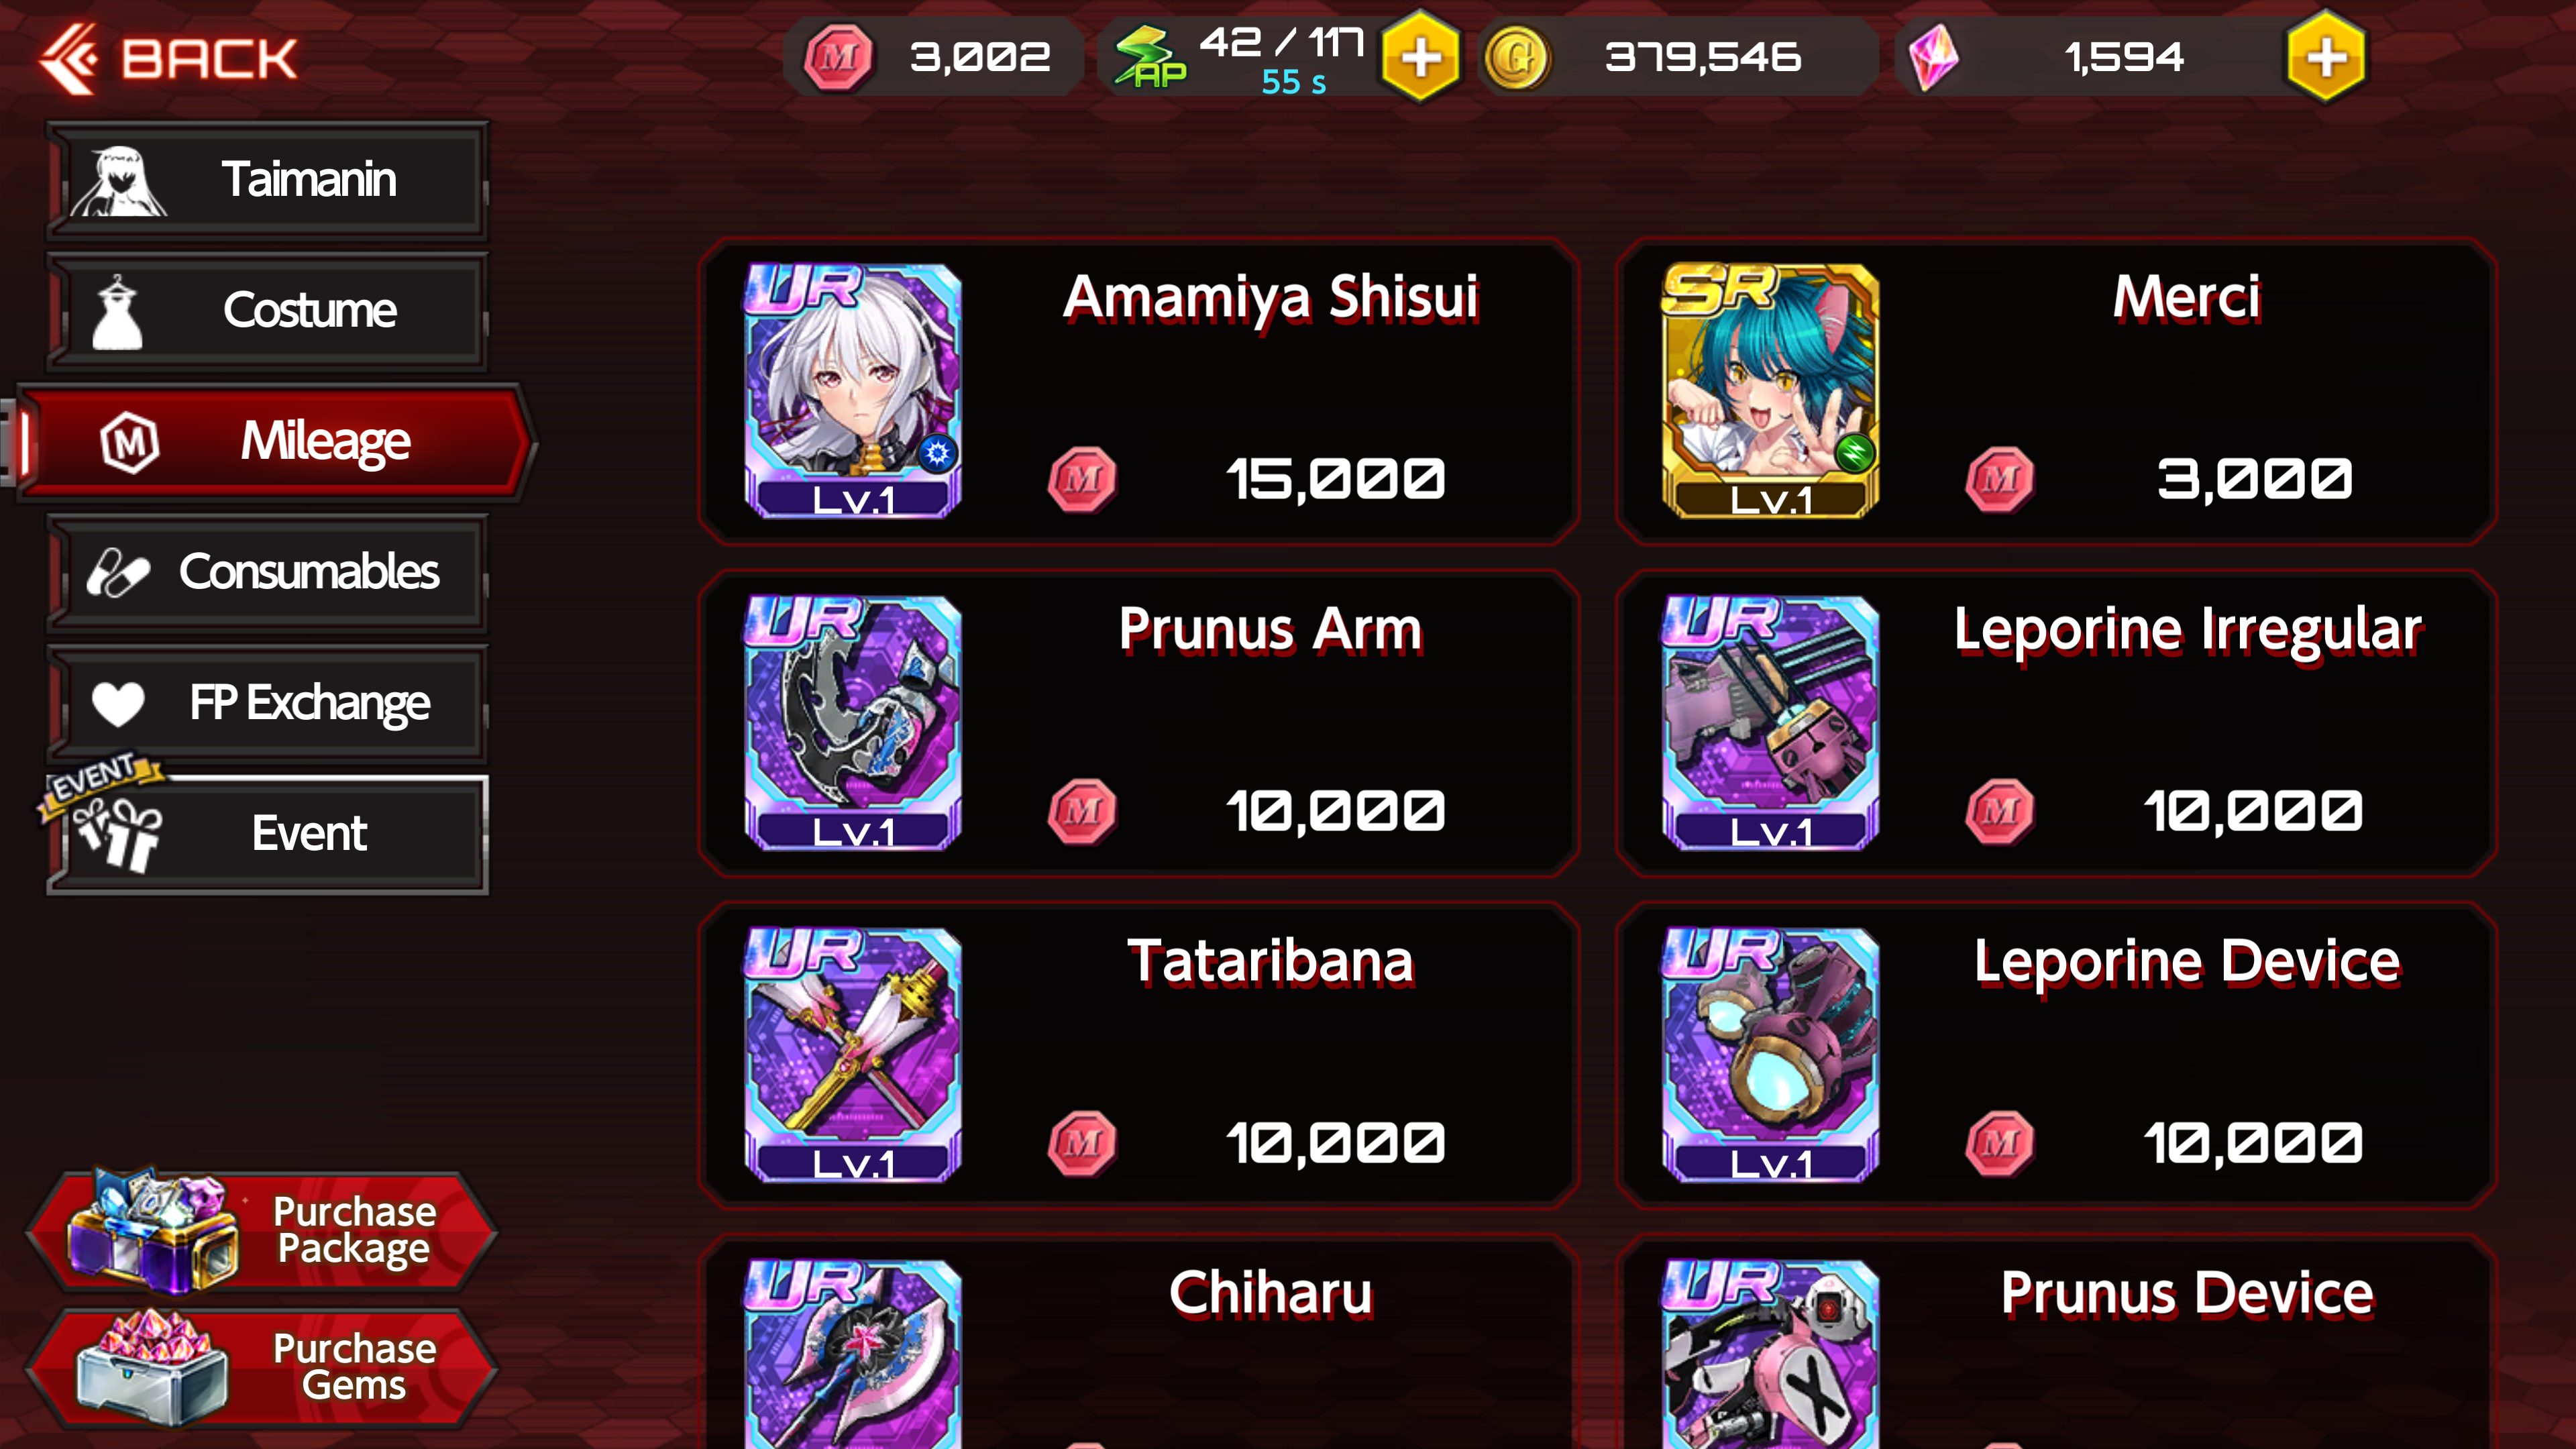 BACK
M 3,002
AP 42 / 117
55 s
G 379,546
1,594
Taimanin
Costume
M Mileage
Consumables
FP Exchange
EVENT
Event
Purchase
Package
Purchase
Gems
UR
Amamiya Shisui
Lv.1
M 15,000
SR
Merci
Lv.1
M 3,000
UR
Prunus Arm
Lv.1
M 10,000
UR
Leporine Irregular
Lv.1
M 10,000
UR
Tataribana
Lv.1
M 10,000
UR
Leporine Device
Lv.1
M 10,000
UR
Chiharu
UR
Prunus Device
X